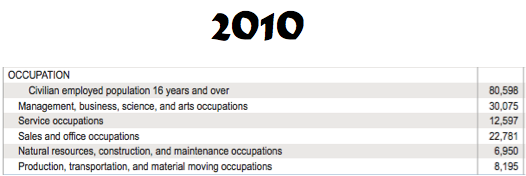 2010
OCCUPATION
Civilian employed population 16 years and over 80,598
Management, business, science, and arts occupations 30,075
Service occupations 12,597
Sales and office occupations 22,781
Natural resources, construction, and maintenance occupations 6,950
Production, transportation, and material moving occupations 8,195